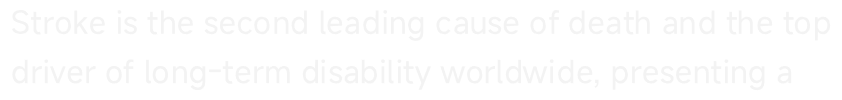 Stroke is the second leading cause of death and the top
driver of long-term disability worldwide, presenting a